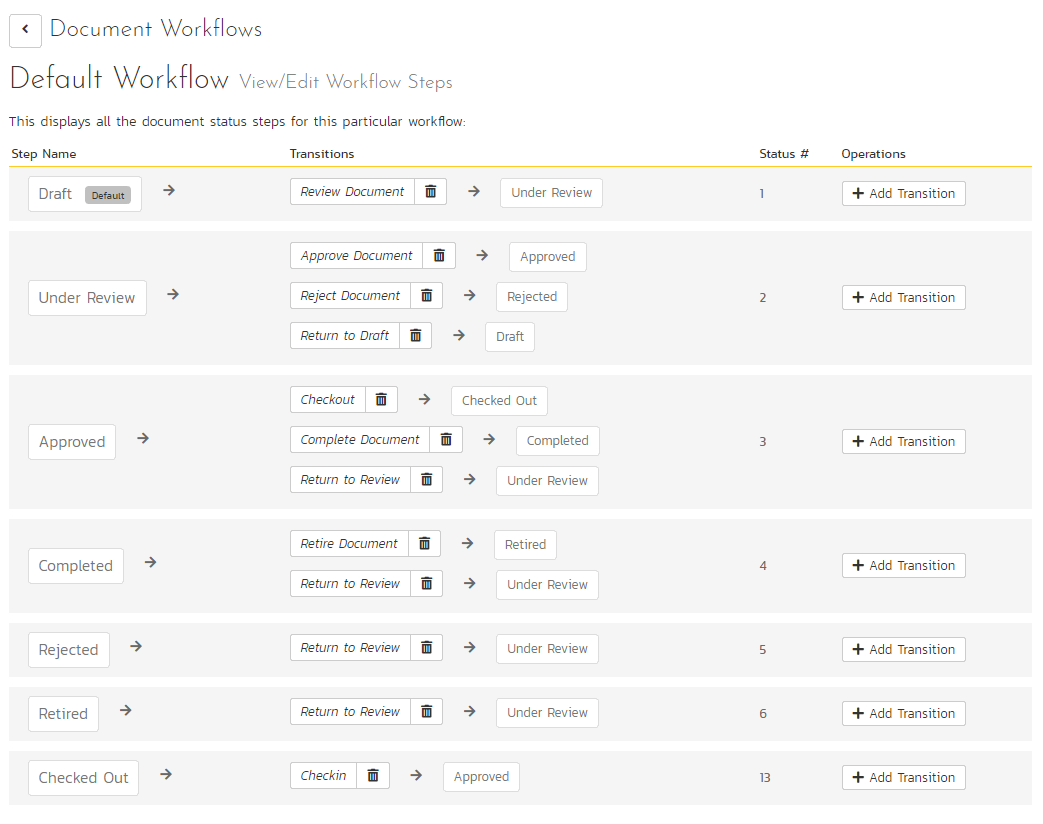 Document Workflows
Default Workflow View/Edit Workflow Steps
This displays all the document status steps for this particular workflow:
Step Name Transitions Status # Operations
Draft Default Review Document Under Review 1 Add Transition
Approve Document Approved
Under Review Reject Document Rejected 2 Add Transition
Return to Draft Draft
Checkout Checked Out
Approved Complete Document Completed 3 Add Transition
Return to Review Under Review
Retire Document Retired
Completed 4 Add Transition
Return to Review Under Review
Rejected Return to Review Under Review 5 Add Transition
Retired Return to Review Under Review 6 Add Transition
Checked Out Checkin Approved 13 Add Transition